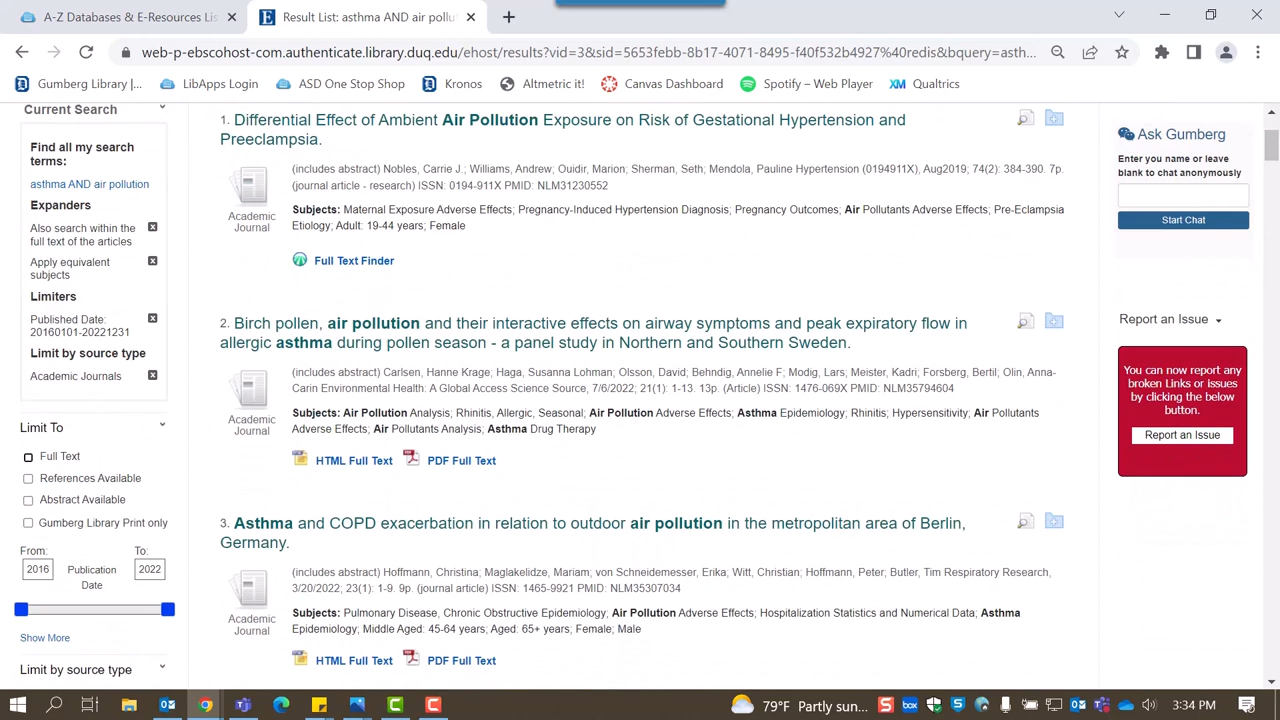 A-Z Databases & E-Resources Lis
Result List: asthma AND air pollu
web-p-ebscohost-com.authenticate.library.duq.edu/ehost/results?vid=3&sid=5653febb-8b17-4071-8495-f40f532b4927%40redis&bquery=asth...
Gumberg Library |...
LibApps Login
ASD One Stop Shop
Kronos
Altmetric it!
Canvas Dashboard
Spotify – Web Player
Qualtrics
Current Search
Find all my search
terms:
asthma AND air pollution
Expanders
Also search within the
full text of the articles
Apply equivalent
subjects
Limiters
Published Date:
20160101-20221231
Limit by source type
Academic Journals
Limit To
Full Text
References Available
Abstract Available
Gumberg Library Print only
From:
To:
2016
Publication
Date
2022
Show More
Limit by source type
1. Differential Effect of Ambient Air Pollution Exposure on Risk of Gestational Hypertension and
Preeclampsia.
(includes abstract) Nobles, Carrie J.; Williams, Andrew; Ouidir, Marion; Sherman, Seth; Mendola, Pauline Hypertension (0194911X), Aug2019; 74(2): 384-390. 7p.
(journal article - research) ISSN: 0194-911X PMID: NLM31230552
Academic
Journal
Subjects: Maternal Exposure Adverse Effects; Pregnancy-Induced Hypertension Diagnosis; Pregnancy Outcomes; Air Pollutants Adverse Effects; Pre-Eclampsia
Etiology; Adult: 19-44 years; Female
Full Text Finder
2. Birch pollen, air pollution and their interactive effects on airway symptoms and peak expiratory flow in
allergic asthma during pollen season - a panel study in Northern and Southern Sweden.
(includes abstract) Carlsen, Hanne Krage; Haga, Susanna Lohman; Olsson, David; Behndig, Annelie F; Modig, Lars; Meister, Kadri; Forsberg, Bertil; Olin, Anna-
Carin Environmental Health: A Global Access Science Source, 7/6/2022; 21(1): 1-13. 13p. (Article) ISSN: 1476-069X PMID: NLM35794604
Academic
Journal
Subjects: Air Pollution Analysis; Rhinitis, Allergic, Seasonal; Air Pollution Adverse Effects; Asthma Epidemiology; Rhinitis; Hypersensitivity; Air Pollutants
Adverse Effects; Air Pollutants Analysis; Asthma Drug Therapy
HTML Full Text
PDF Full Text
3. Asthma and COPD exacerbation in relation to outdoor air pollution in the metropolitan area of Berlin,
Germany.
(includes abstract) Hoffmann, Christina; Maglakelidze, Mariam; von Schneidemesser, Erika; Witt, Christian; Hoffmann, Peter; Butler, Tim Respiratory Research,
3/20/2022; 23(1): 1-9. 9p. (journal article) ISSN: 1465-9921 PMID: NLM35307034
Academic
Journal
Subjects: Pulmonary Disease, Chronic Obstructive Epidemiology; Air Pollution Adverse Effects; Hospitalization Statistics and Numerical Data; Asthma
Epidemiology; Middle Aged: 45-64 years; Aged: 65+ years; Female; Male
HTML Full Text
PDF Full Text
Ask Gumberg
Enter you name or leave
blank to chat anonymously
Start Chat
Report an Issue
You can now report any
broken Links or Issues
by clicking the below
button.
Report an Issue
79°F Partly sun...
3:34 PM